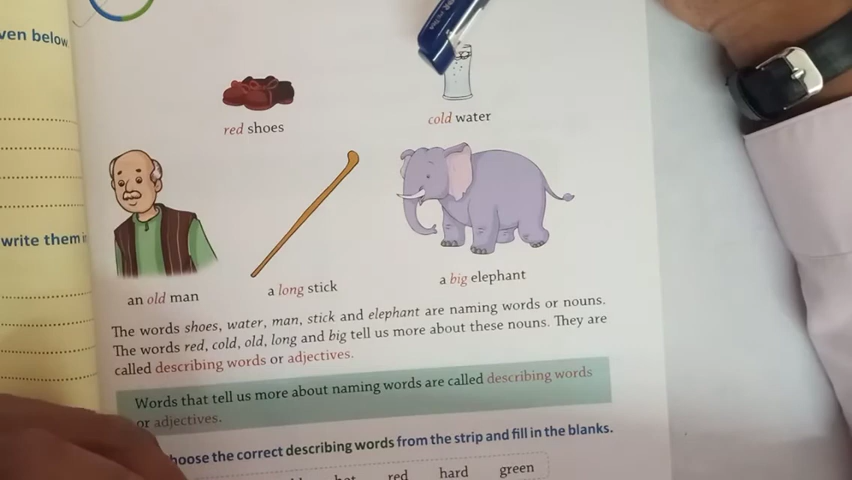 ven below
write them
red shoes
cold water
an old man
a long stick
a big elephant
The words shoes, water, man, stick and elephant are naming words or nouns.
The words red, cold, old, long and big tell us more about these nouns. They are
called describing words or adjectives.
Words that tell us more about naming words are called describing words
or adjectives.
hoose the correct describing words from the strip and fill in the blanks.
hot red hard green